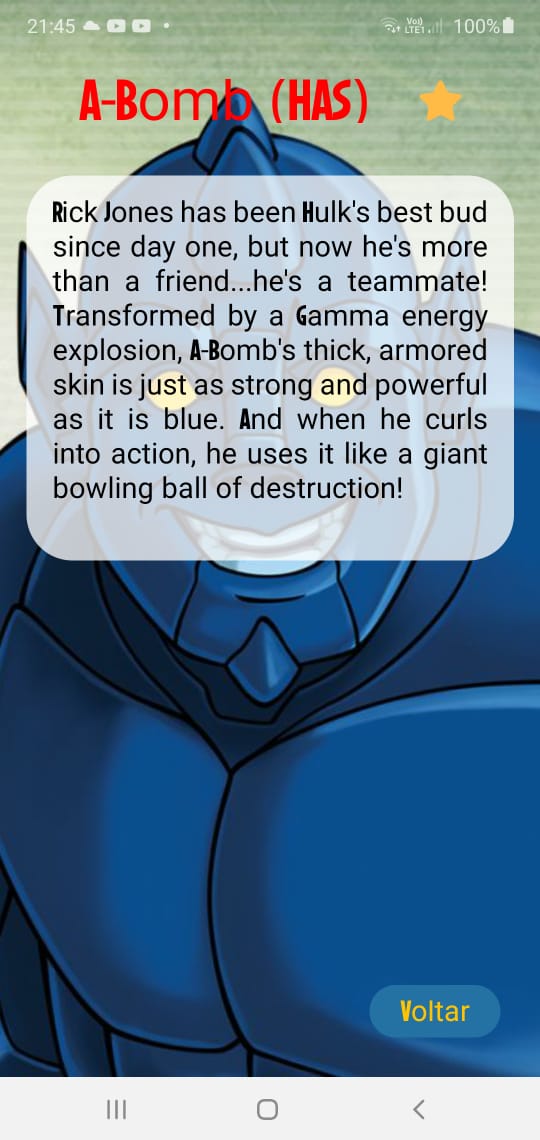 21:45
Vo)) LTE1 100%
A-Bomb (HAS)
Rick Jones has been Hulk's best bud
since day one, but now he's more
than a friend...he's a teammate!
Transformed by a Gamma energy
explosion, A-Bomb's thick, armored
skin is just as strong and powerful
as it is blue. And when he curls
into action, he uses it like a giant
bowling ball of destruction!
Voltar